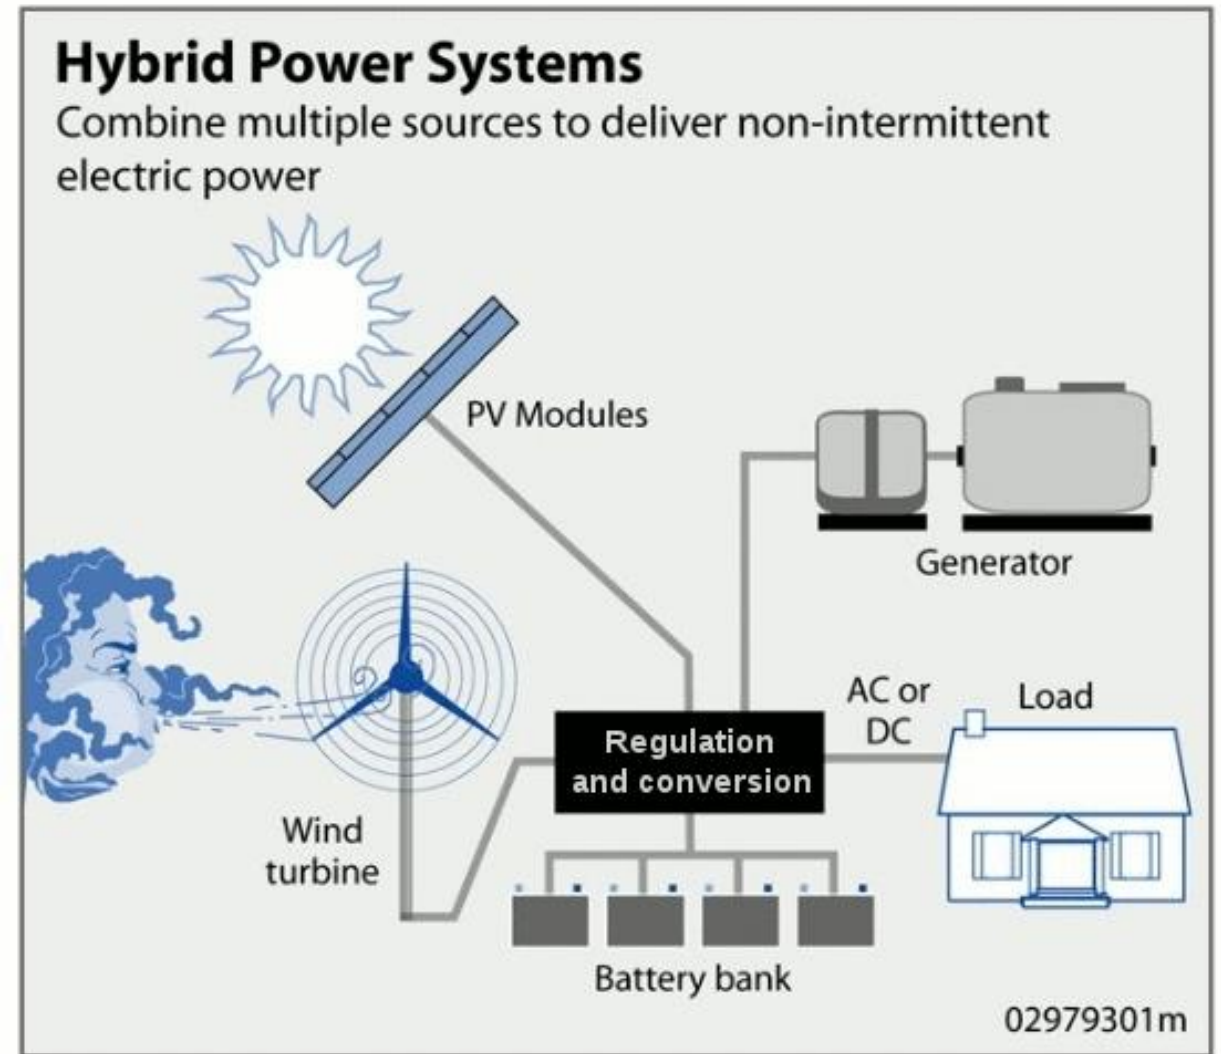 Hybrid Power Systems
Combine multiple sources to deliver non-intermittent
electric power
PV Modules
Generator
AC or
DC
Load
Regulation
and conversion
Wind
turbine
Battery bank
02979301m